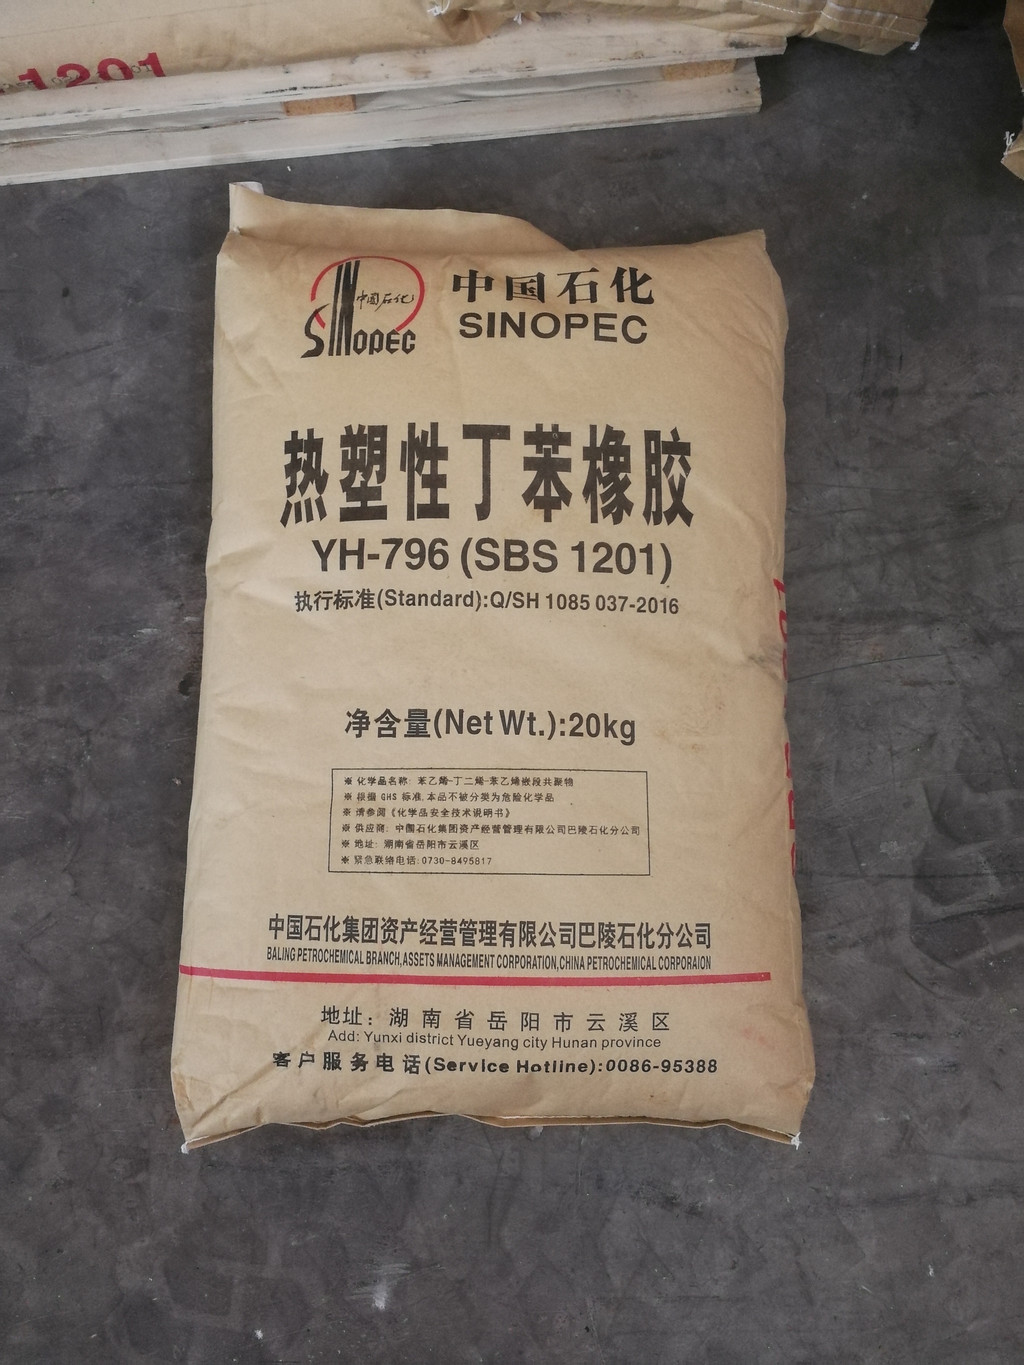 1201
中国石化
SINOPEC
中国石化
SINOPEC
热塑性丁苯橡胶
YH-796 (SBS 1201)
执行标准(Standard):Q/SH 1085 037-2016
净含量(Net Wt.):20kg
※ 化学品名称: 苯乙烯-丁二烯-苯乙烯嵌段共聚物
※ 根据 GHS 标准,本品不被分类为危险化学品
※ 请参阅《化学品安全技术说明书》
※ 供应商: 中国石化集团资产经营管理有限公司巴陵石化分公司
※ 地址: 湖南省岳阳市云溪区
※ 紧急联络电话:0730-8495817
中国石化集团资产经营管理有限公司巴陵石化分公司
BALING PETROCHEMICAL BRANCH,ASSETS MANAGEMENT CORPORATION,CHINA PETROCHEMICAL CORPORAION
地址: 湖南省岳阳市云溪区
Add: Yunxi district Yueyang city Hunan province
客户服务电话(Service Hotline):0086-95388